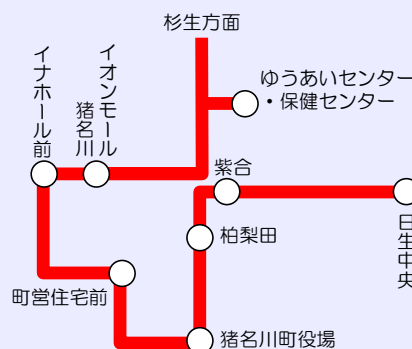 杉生方面
ゆうあいセンター
・保健センター
イオンモール
猪名川
イナホール前
紫合
日生中央
柏梨田
町営住宅前
猪名川町役場